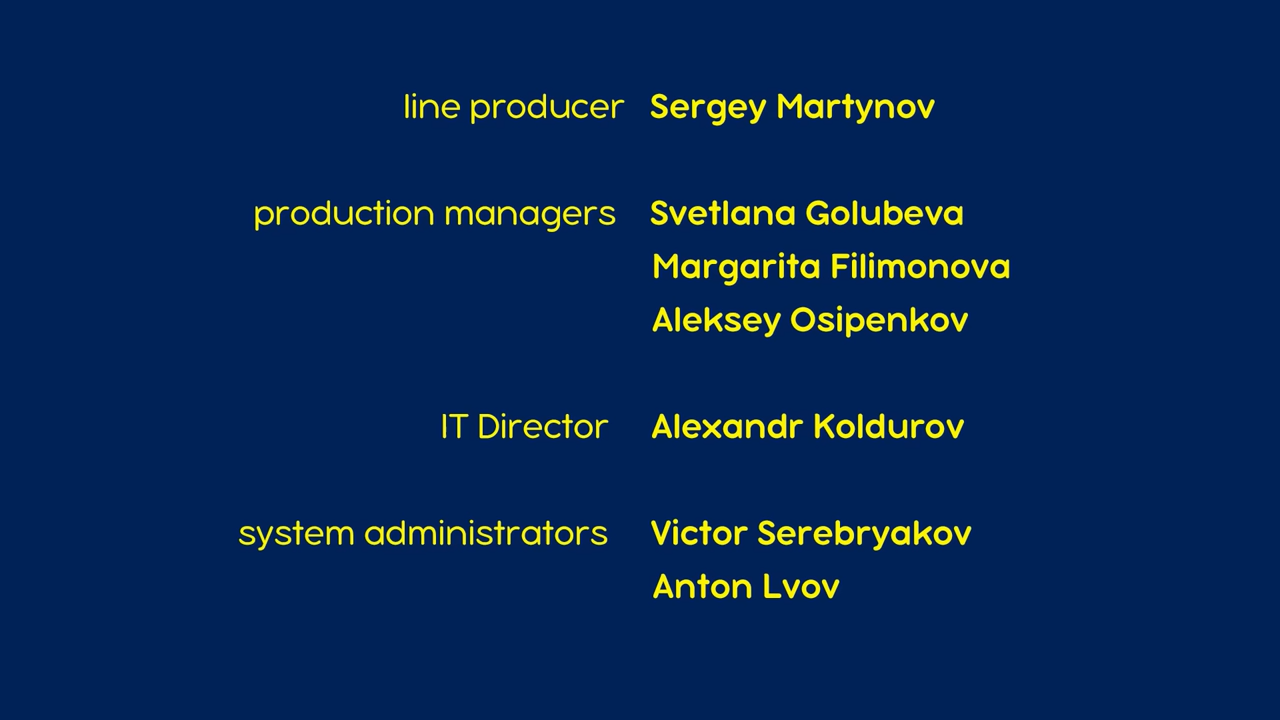 line producer Sergey Martynov
production managers Svetlana Golubeva
Margarita Filimonova
Aleksey Osipenkov
IT Director Alexandr Koldurov
system administrators Victor Serebryakov
Anton Lvov